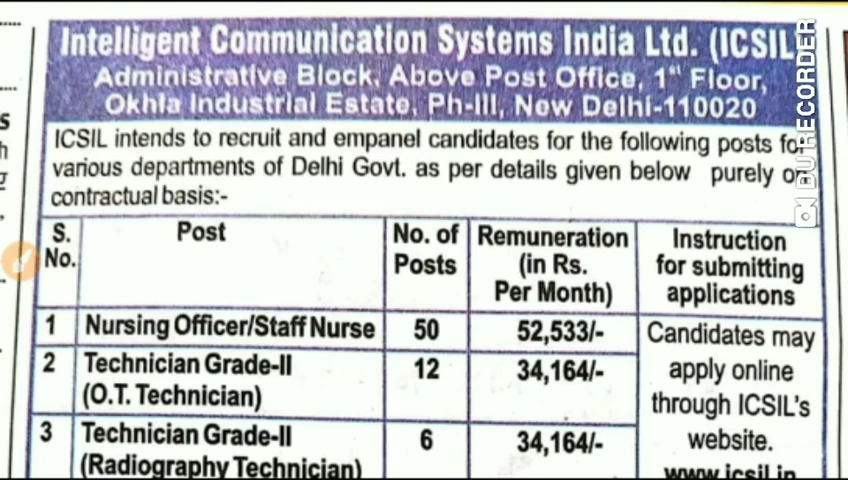 Intelligent Communication Systems India Ltd. (ICSIL
Administrative Block, Above Post Office, 1st Floor,
Okhla Industrial Estate, Ph-III, New Delhi-110020
ICSIL intends to recruit and empanel candidates for the following posts for
various departments of Delhi Govt. as per details given below purely on
contractual basis:-
S. No.
Post
No. of Posts
Remuneration (in Rs. Per Month)
Instruction for submitting applications
1 Nursing Officer/Staff Nurse 50 52,533/-
2 Technician Grade-II (O.T. Technician) 12 34,164/-
3 Technician Grade-II (Radiography Technician) 6 34,164/-
Candidates may
apply online
through ICSIL's
website.
www.icsil.in
DU RECORDER